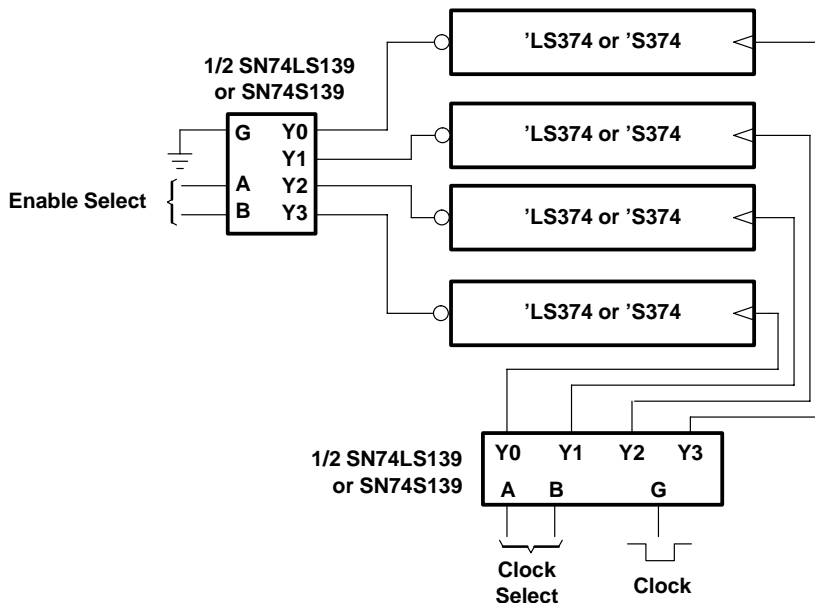 ’LS374 or ’S374
1/2 SN74LS139
or SN74S139
G Y0
Y1
A Y2
B Y3
Enable Select
’LS374 or ’S374
’LS374 or ’S374
’LS374 or ’S374
1/2 SN74LS139
or SN74S139
Y0 Y1 Y2 Y3
A B G
Clock
Select
Clock